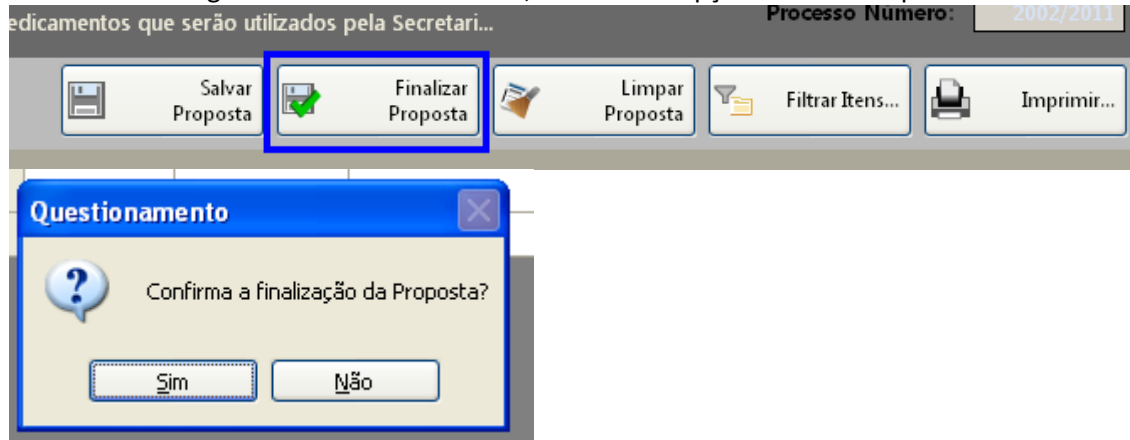 edicamentos que serão utilizados pela Secretari...
Processo Número: 2002/2011
Salvar
Proposta
Finalizar
Proposta
Limpar
Proposta
Filtrar Itens...
Imprimir...
Questionamento
Confirma a finalização da Proposta?
Sim
Não